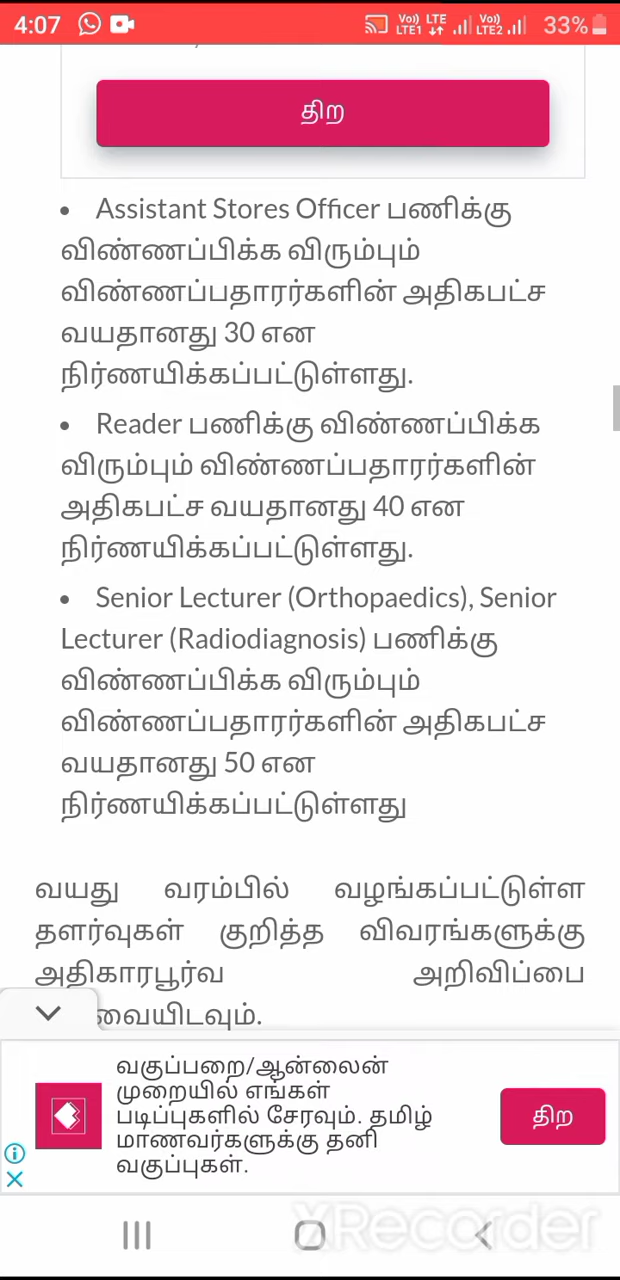 4:07
Vo)) LTE
LTE1
Vo))
LTE2
33%
திற
• Assistant Stores Officer பணிக்கு
விண்ணப்பிக்க விரும்பும்
விண்ணப்பதாரர்களின் அதிகபட்ச
வயதானது 30 என
நிர்ணயிக்கப்பட்டுள்ளது.
• Reader பணிக்கு விண்ணப்பிக்க
விரும்பும் விண்ணப்பதாரர்களின்
அதிகபட்ச வயதானது 40 என
நிர்ணயிக்கப்பட்டுள்ளது.
• Senior Lecturer (Orthopaedics), Senior
Lecturer (Radiodiagnosis) பணிக்கு
விண்ணப்பிக்க விரும்பும்
விண்ணப்பதாரர்களின் அதிகபட்ச
வயதானது 50 என
நிர்ணயிக்கப்பட்டுள்ளது
வயது வரம்பில் வழங்கப்பட்டுள்ள
தளர்வுகள் குறித்த விவரங்களுக்கு
அதிகாரபூர்வ அறிவிப்பை
வகுப்பறை/ஆன்லைன்
முறையில் எங்கள்
படிப்புகளில் சேரவும். தமிழ்
மாணவர்களுக்கு தனி
வகுப்புகள்.
திற
XRecorder